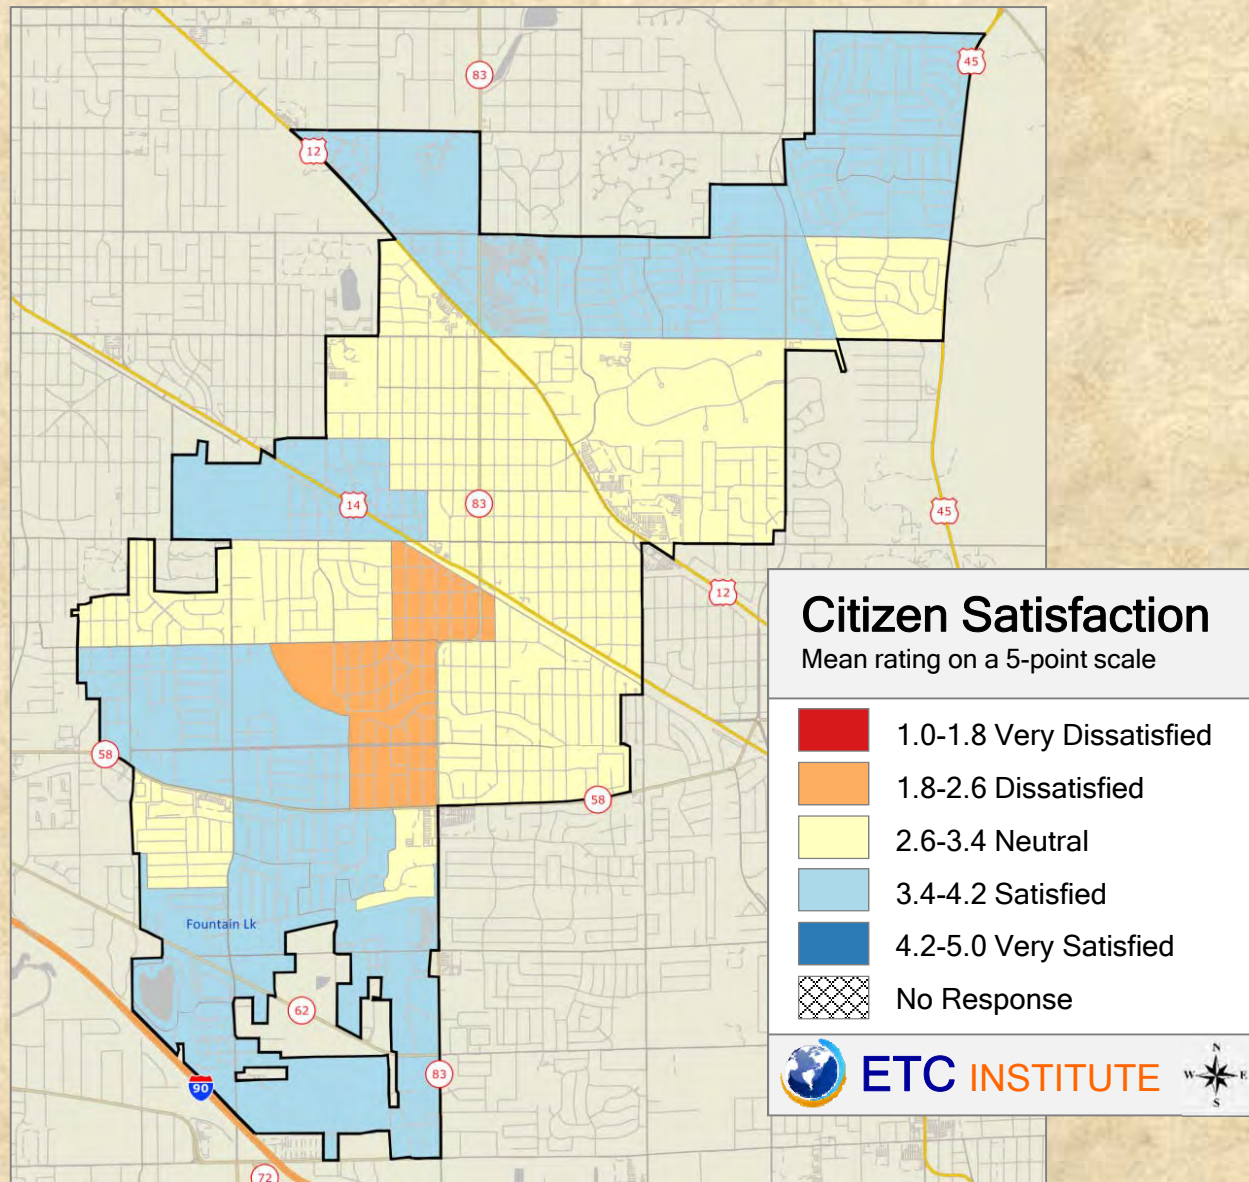 45
83
12
14
83
45
12
58
58
Fountain Lk
62
83
90
72
Citizen Satisfaction
Mean rating on a 5-point scale
1.0-1.8 Very Dissatisfied
1.8-2.6 Dissatisfied
2.6-3.4 Neutral
3.4-4.2 Satisfied
4.2-5.0 Very Satisfied
No Response
ETC INSTITUTE
N
W E
S